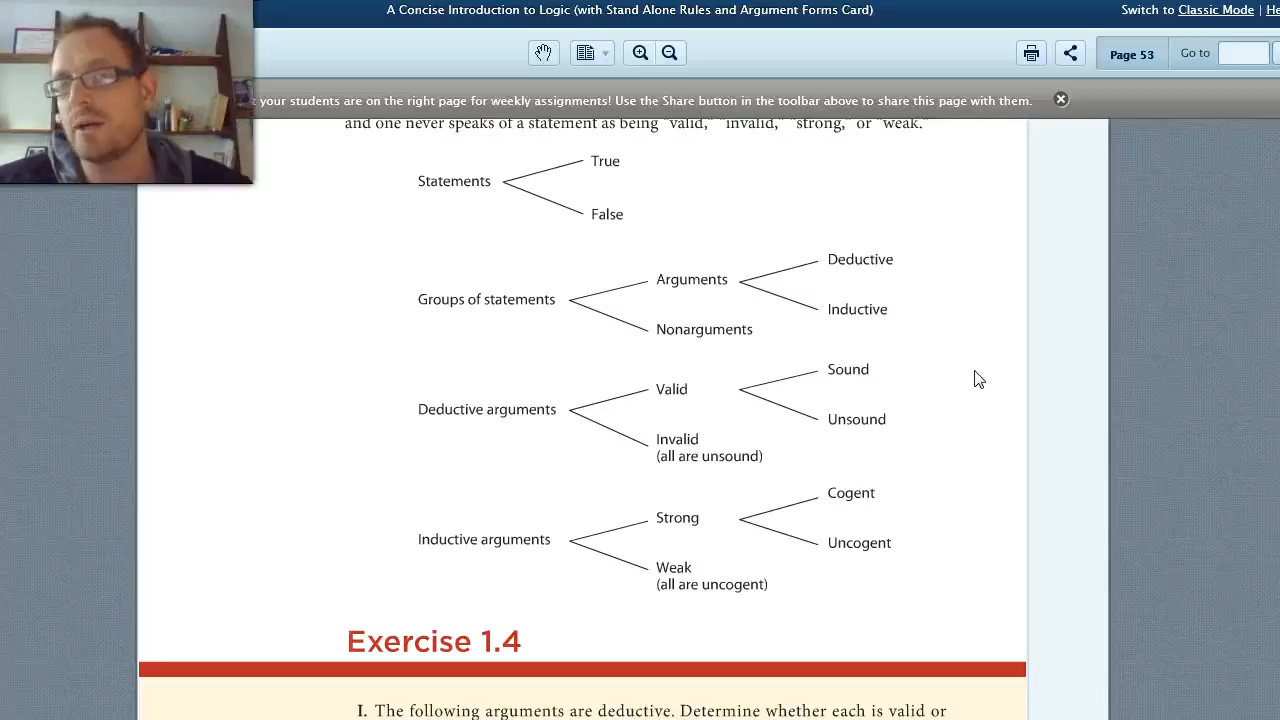 A Concise Introduction to Logic (with Stand Alone Rules and Argument Forms Card)
Switch to Classic Mode | He
Page 53
Go to
your students are on the right page for weekly assignments! Use the Share button in the toolbar above to share this page with them.
and one never speaks of a statement as being “valid,” “invalid,” “strong,” or “weak.”
True
Statements
False
Deductive
Arguments
Groups of statements
Inductive
Nonarguments
Sound
Valid
Deductive arguments
Unsound
Invalid
(all are unsound)
Cogent
Strong
Inductive arguments
Uncogent
Weak
(all are uncogent)
Exercise 1.4
I. The following arguments are deductive. Determine whether each is valid or